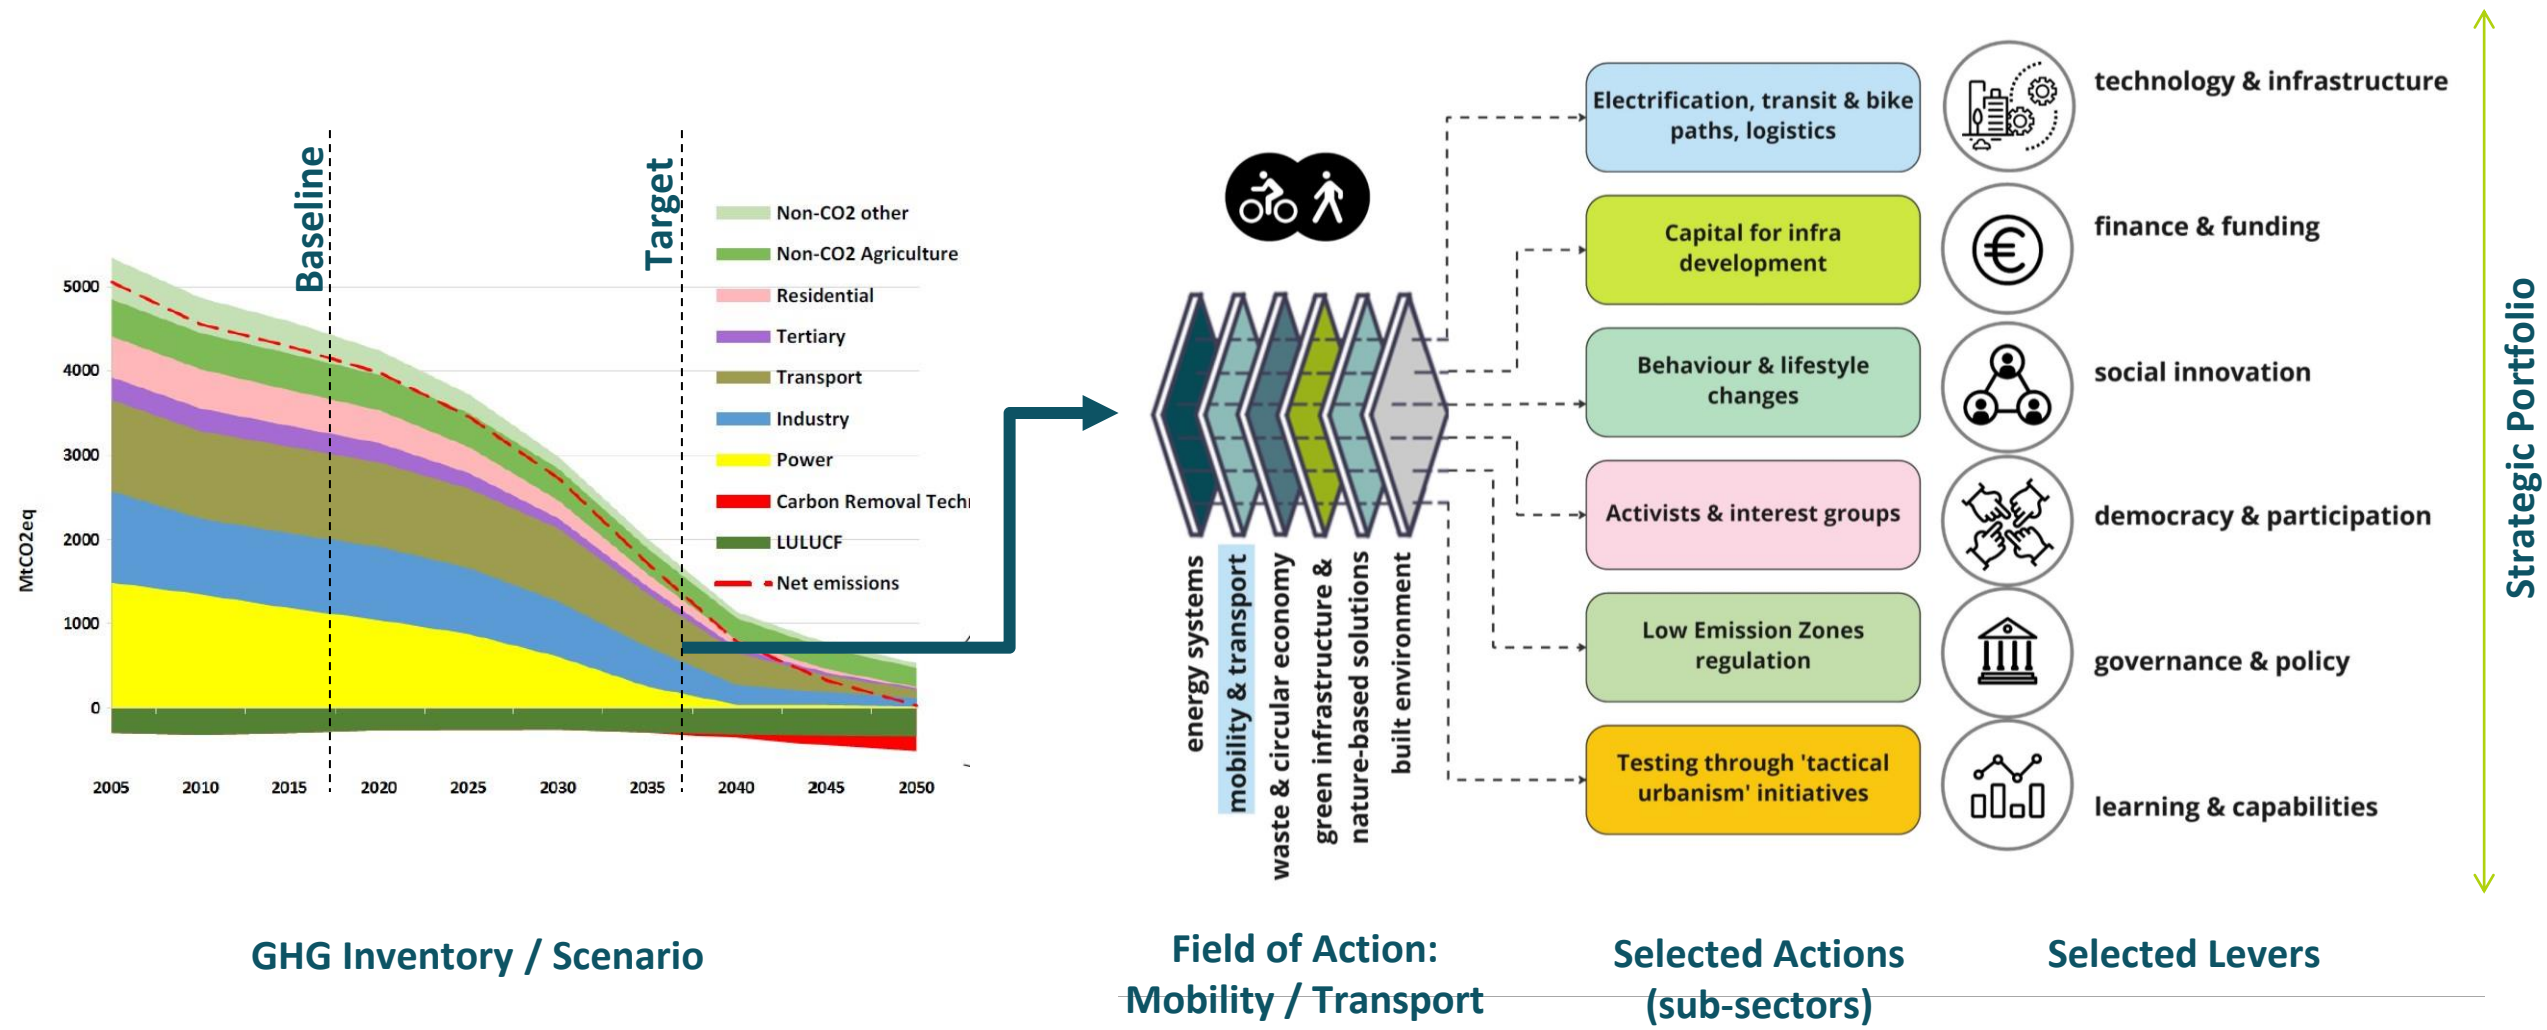 Baseline
Target
MtCO2eq
5000
4000
3000
2000
1000
0
2005
2010
2015
2020
2025
2030
2035
2040
2045
2050
Non-CO2 other
Non-CO2 Agriculture
Residential
Tertiary
Transport
Industry
Power
Carbon Removal Tech
LULUCF
Net emissions
GHG Inventory / Scenario
energy systems
mobility & transport
waste & circular economy
green infrastructure &
nature-based solutions
built environment
Field of Action:
Mobility / Transport
Electrification, transit & bike
paths, logistics
Capital for infra
development
Behaviour & lifestyle
changes
Activists & interest groups
Low Emission Zones
regulation
Testing through 'tactical
urbanism' initiatives
Selected Actions
(sub-sectors)
technology & infrastructure
finance & funding
€
social innovation
democracy & participation
governance & policy
learning & capabilities
Selected Levers
Strategic Portfolio